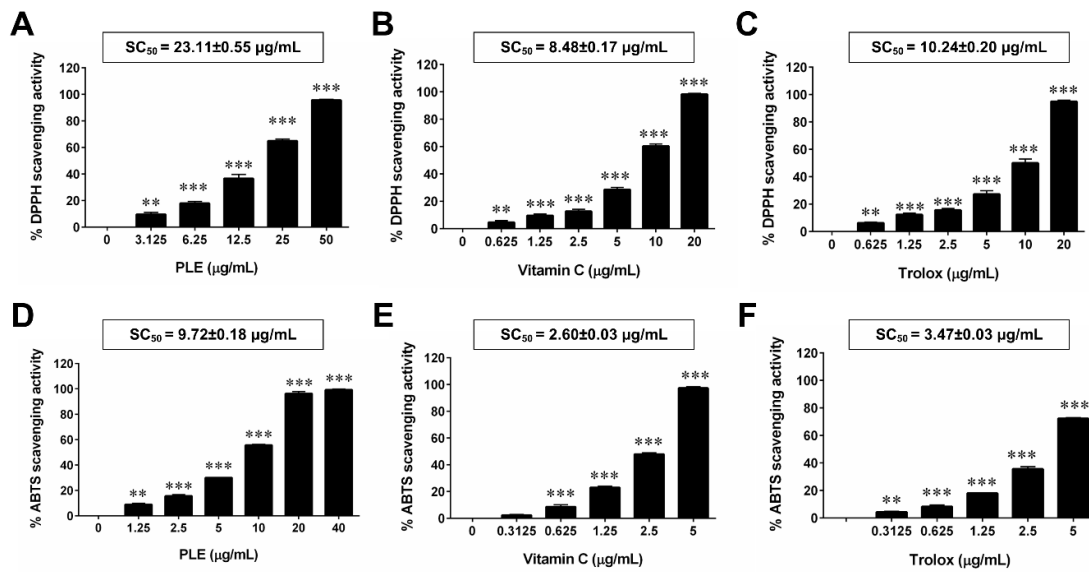 A
SC50 = 23.11±0.55 µg/mL
% DPPH scavenging activity
120
100
80
60
40
20
0
**
***
***
***
***
0 3.125 6.25 12.5 25 50
PLE (µg/mL)
B
SC50 = 8.48±0.17 µg/mL
% DPPH scavenging activity
120
100
80
60
40
20
0
**
***
***
***
***
***
0 0.625 1.25 2.5 5 10 20
Vitamin C (µg/mL)
C
SC50 = 10.24±0.20 µg/mL
% DPPH scavenging activity
120
100
80
60
40
20
0
**
***
***
***
***
***
0 0.625 1.25 2.5 5 10 20
Trolox (µg/mL)
D
SC50 = 9.72±0.18 µg/mL
% ABTS scavenging activity
120
100
80
60
40
20
0
**
***
***
***
***
***
0 1.25 2.5 5 10 20 40
PLE (µg/mL)
E
SC50 = 2.60±0.03 µg/mL
% ABTS scavenging activity
120
100
80
60
40
20
0
***
***
***
***
0 0.3125 0.625 1.25 2.5 5
Vitamin C (µg/mL)
F
SC50 = 3.47±0.03 µg/mL
% ABTS scavenging activity
120
100
80
60
40
20
0
**
***
***
***
***
0.3125 0.625 1.25 2.5 5
Trolox (µg/mL)